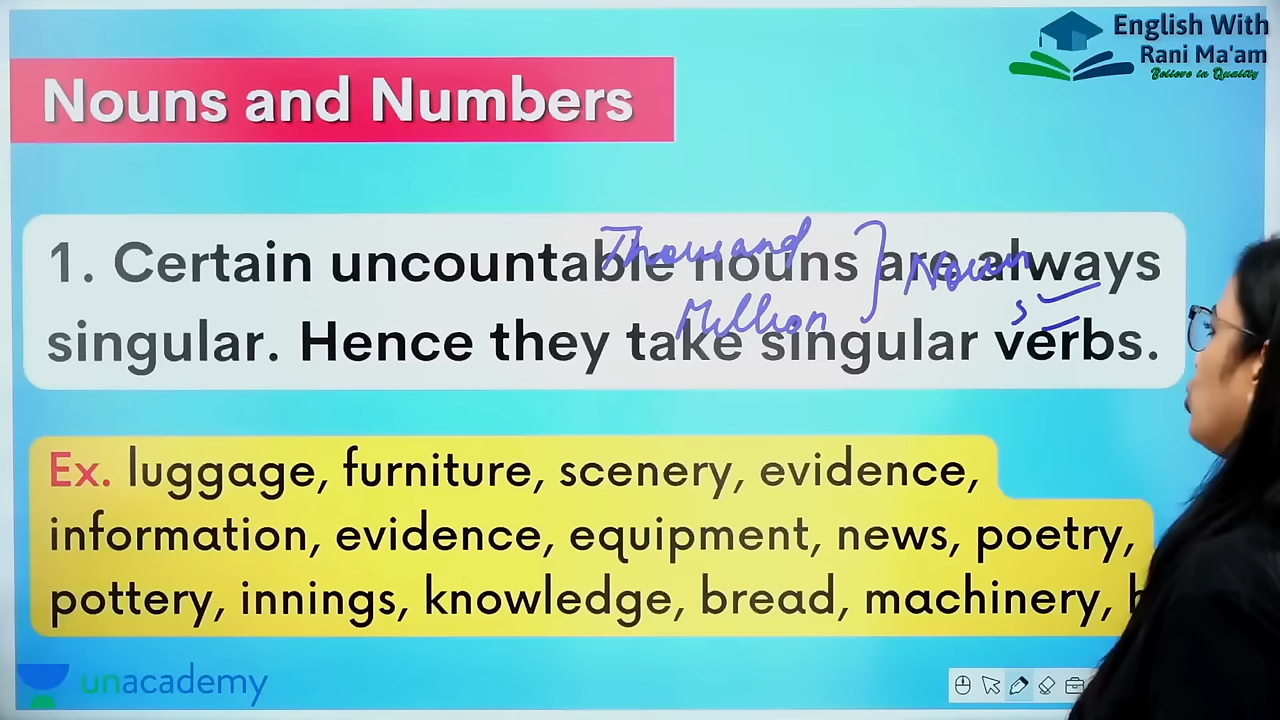 English With
Rani Ma'am
Believe in Quality
Nouns and Numbers
1. Certain uncountable nouns are always
singular. Hence they take singular verbs.
Thousand
Million
Noun
s
Ex. luggage, furniture, scenery, evidence,
information, evidence, equipment, news, poetry,
pottery, innings, knowledge, bread, machinery,
unacademy